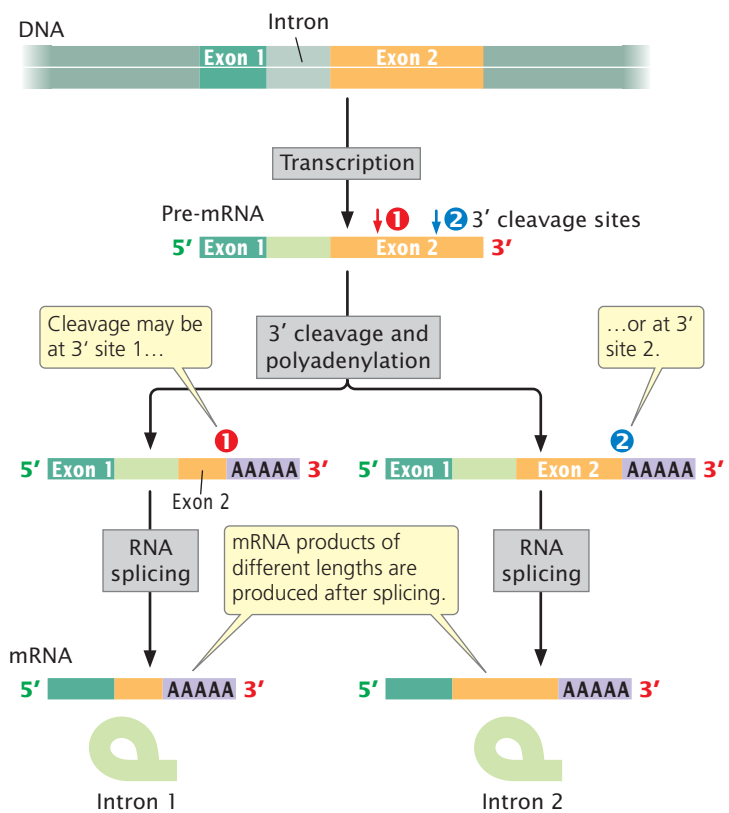 DNA
Intron
Exon 1
Exon 2
Transcription
Pre-mRNA
1
2 3′ cleavage sites
5′ Exon 1 Exon 2 3′
Cleavage may be
at 3′ site 1…
3′ cleavage and
polyadenylation
…or at 3′
site 2.
1
2
5′ Exon 1 AAAAA 3′
Exon 2
5′ Exon 1 Exon 2 AAAAA 3′
RNA
splicing
mRNA products of
different lengths are
produced after splicing.
RNA
splicing
mRNA
5′ AAAAA 3′
5′ AAAAA 3′
Intron 1
Intron 2